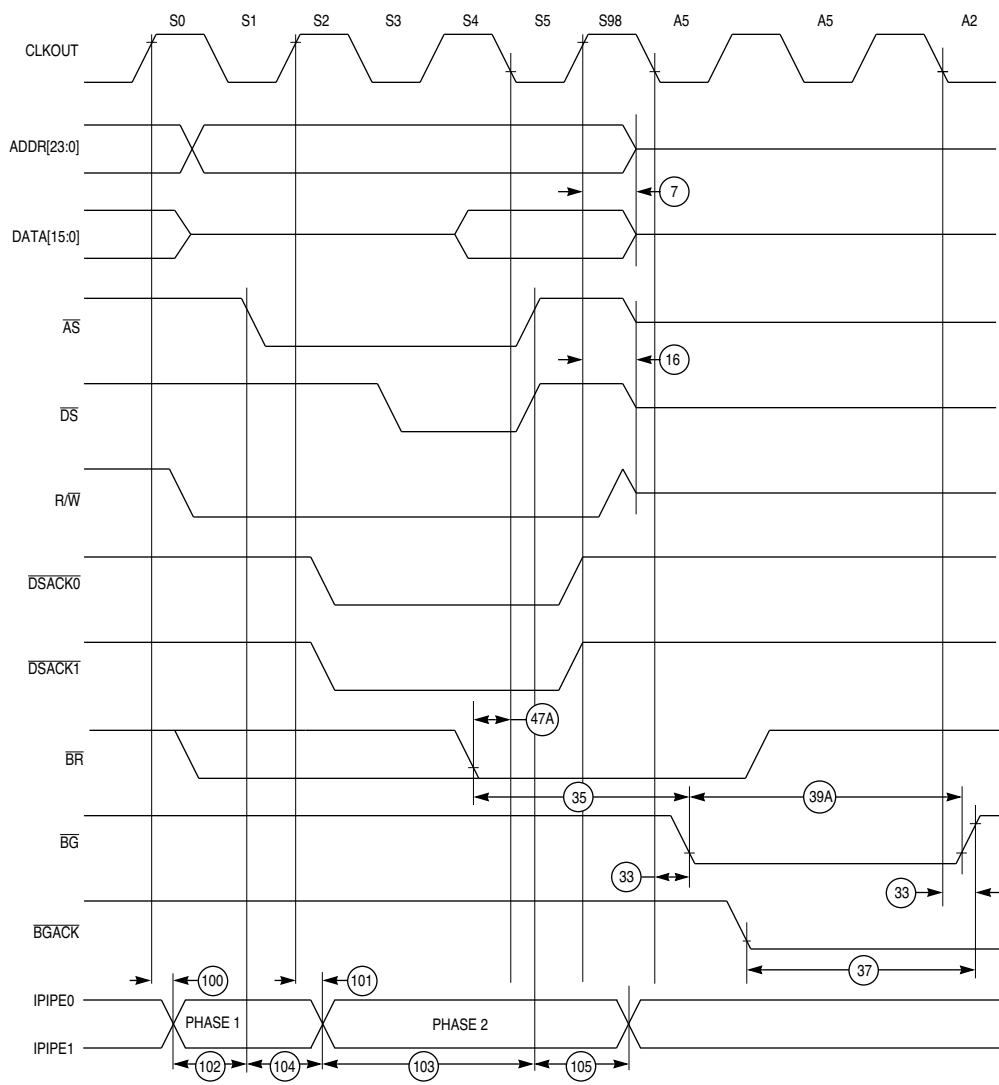 S0 S1 S2 S3 S4 S5 S98 A5 A5 A2
CLKOUT
ADDR[23:0]
7
DATA[15:0]
AS
16
DS
R/W
DSACK0
DSACK1
47A
BR
35 39A
BG
33 33
BGACK
37
100 101
IPIPE0
PHASE 1 PHASE 2
IPIPE1
102 104 103 105